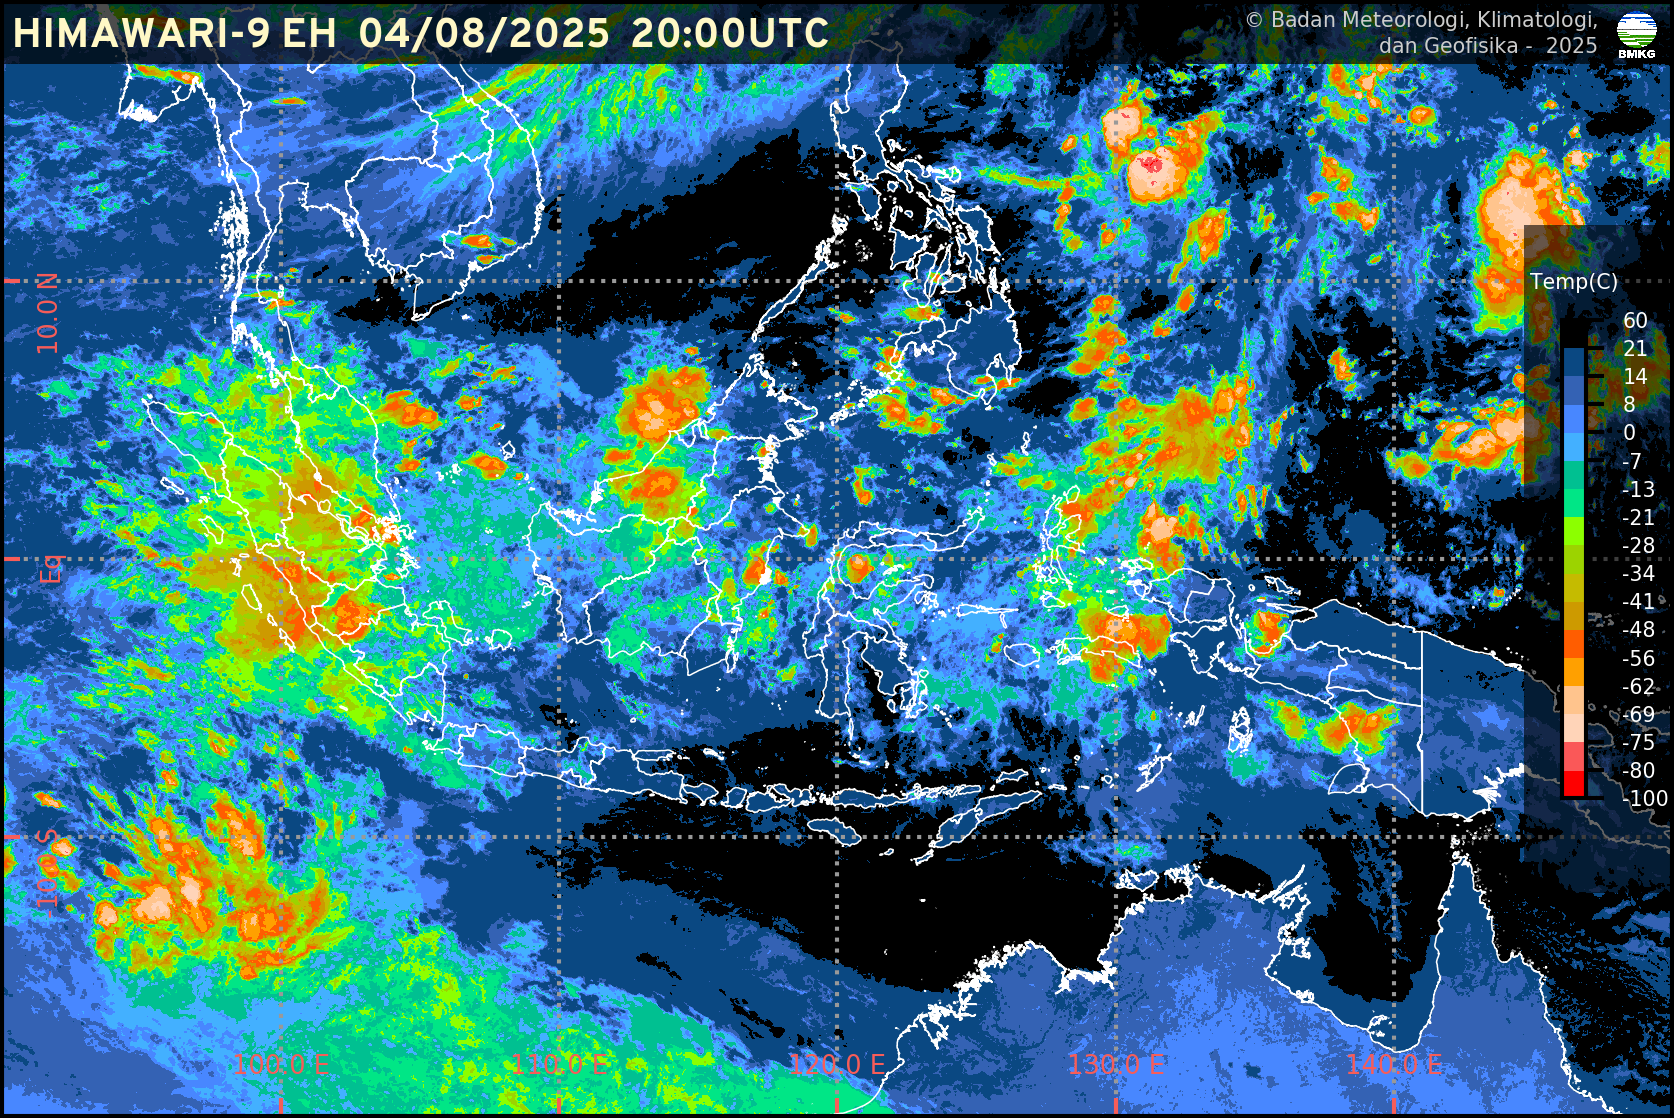 HIMAWARI-9 EH 04/08/2025 20:00UTC
© Badan Meteorologi, Klimatologi,
dan Geofisika - 2025
BMKG
10.0 N
Eq
-10.0 S
Temp(C)
60
21
14
8
0
-7
-13
-21
-28
-34
-41
-48
-56
-62
-69
-75
-80
-100
100.0 E
110.0 E
120.0 E
130.0 E
140.0 E